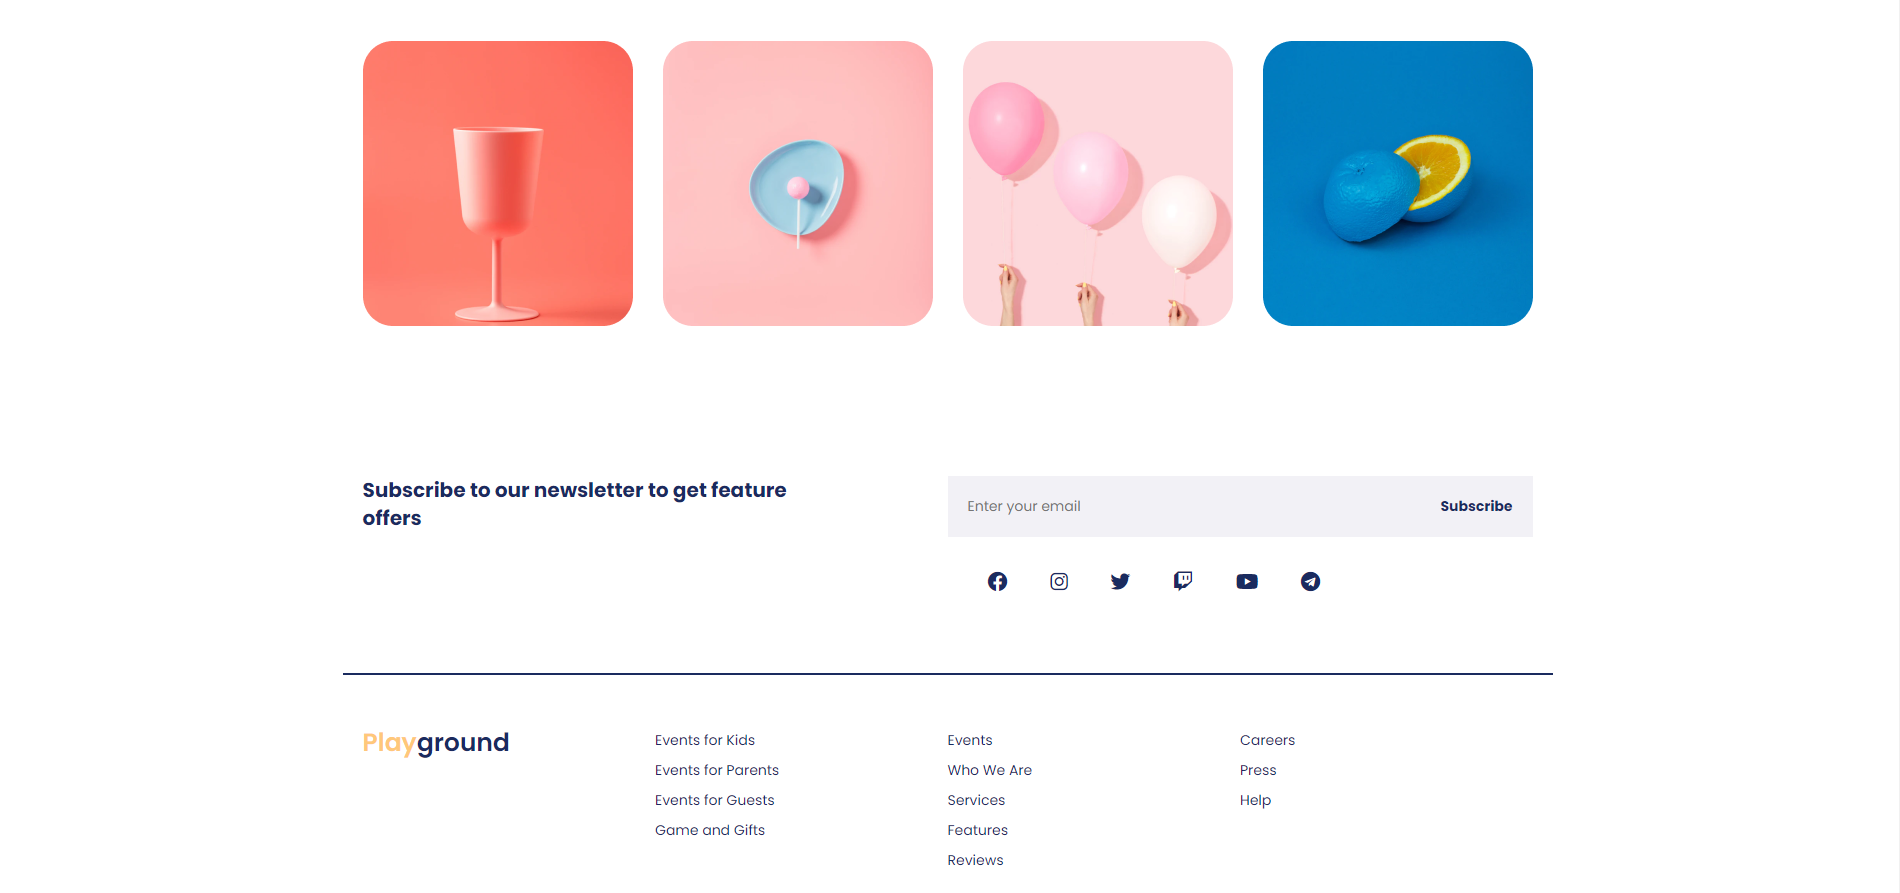 Subscribe to our newsletter to get feature
offers
Enter your email
Subscribe
Playground
Events for Kids
Events for Parents
Events for Guests
Game and Gifts
Events
Who We Are
Services
Features
Reviews
Careers
Press
Help